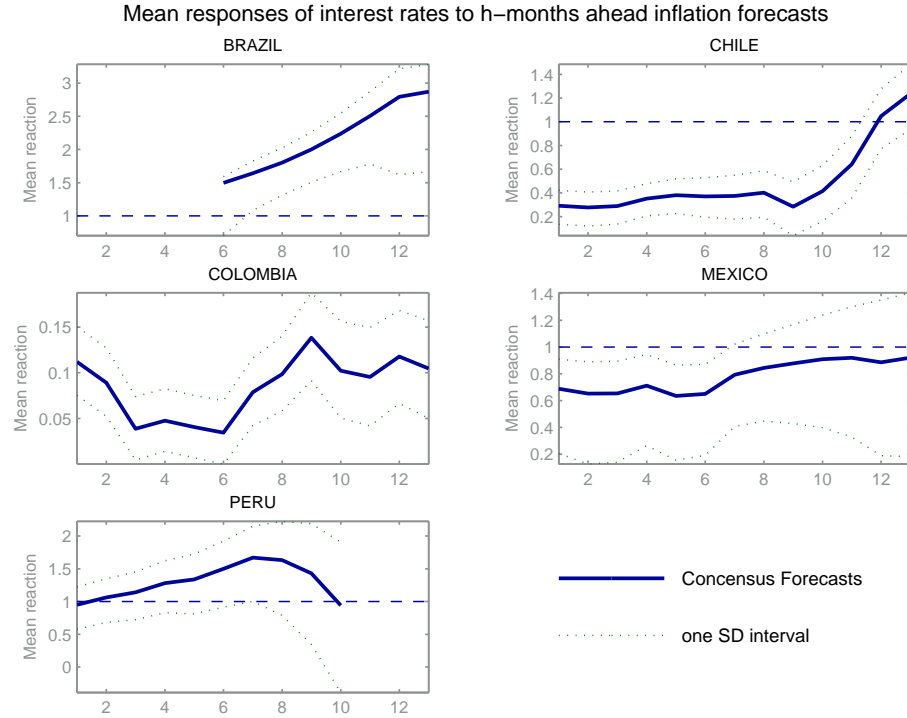 Mean responses of interest rates to h−months ahead inflation forecasts
BRAZIL
Mean reaction
3
2.5
2
1.5
1
2 4 6 8 10 12
CHILE
Mean reaction
1.4
1.2
1
0.8
0.6
0.4
0.2
2 4 6 8 10 12
COLOMBIA
Mean reaction
0.15
0.1
0.05
2 4 6 8 10 12
MEXICO
Mean reaction
1.4
1.2
1
0.8
0.6
0.4
0.2
2 4 6 8 10 12
PERU
Mean reaction
2
1.5
1
0.5
0
2 4 6 8 10 12
Concensus Forecasts
one SD interval